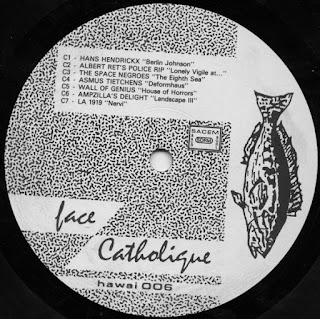 C1 - HANS HENDRICKX "Berlin Johnson"
C2 - ALBERT RET'S POLICE RIP "Lonely Vigile at..."
C3 - THE SPACE NEGROES "The Eighth Sea"
C4 - ASMUS TIETCHENS "Deformhaus"
C5 - WALL OF GENIUS "House of Horrors"
C6 - AMPZILLA'S DELIGHT "Landscape III"
C7 - LA 1919 "Nervi"
SACEM
SDRM
face
Catholique
hawai 006